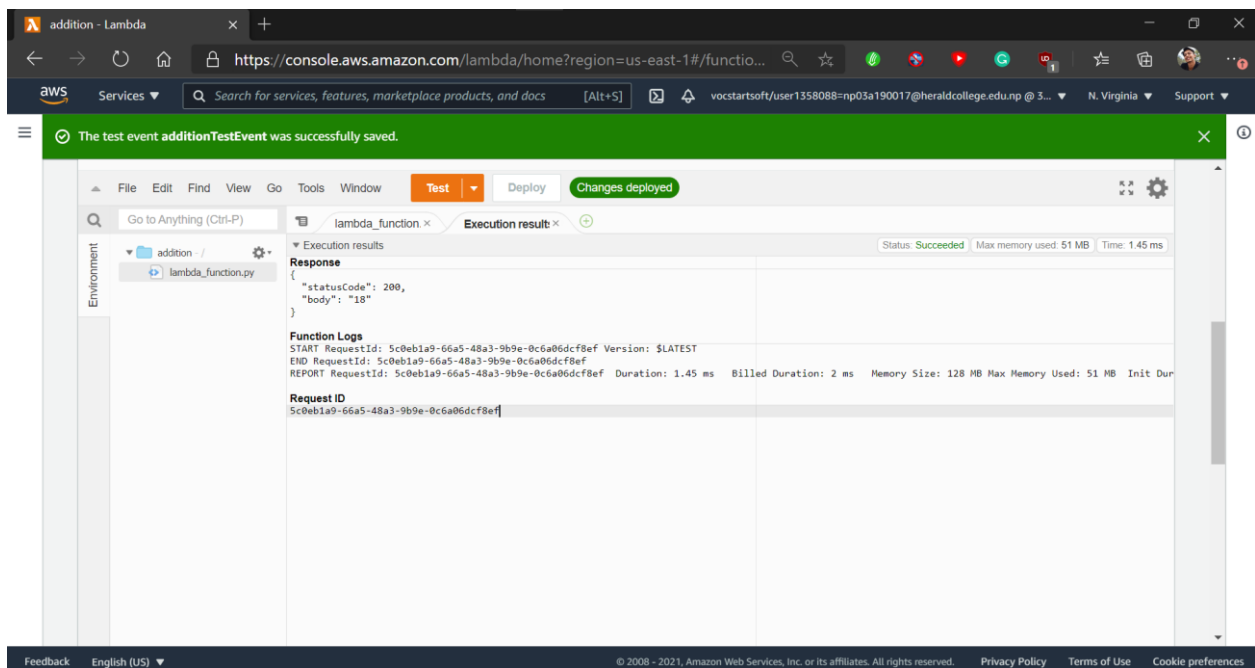 addition - Lambda
https://console.aws.amazon.com/lambda/home?region=us-east-1#/functio...
1
aws Services ▼ Search for services, features, marketplace products, and docs [Alt+S] vocstartsoft/user1358088=np03a190017@heraldcollege.edu.np @ 3... ▼ N. Virginia ▼ Support ▼
The test event additionTestEvent was successfully saved.
File Edit Find View Go Tools Window Test Deploy Changes deployed
Go to Anything (Ctrl-P) lambda_function. × Execution result: ×
Environment
addition - /
lambda_function.py
▼ Execution results Status: Succeeded Max memory used: 51 MB Time: 1.45 ms
Response
{
"statusCode": 200,
"body": "18"
}
Function Logs
START RequestId: 5c0eb1a9-66a5-48a3-9b9e-0c6a06dcf8ef Version: $LATEST
END RequestId: 5c0eb1a9-66a5-48a3-9b9e-0c6a06dcf8ef
REPORT RequestId: 5c0eb1a9-66a5-48a3-9b9e-0c6a06dcf8ef Duration: 1.45 ms Billed Duration: 2 ms Memory Size: 128 MB Max Memory Used: 51 MB Init Dur
Request ID
5c0eb1a9-66a5-48a3-9b9e-0c6a06dcf8ef
Feedback English (US) ▼ © 2008 - 2021, Amazon Web Services, Inc. or its affiliates. All rights reserved. Privacy Policy Terms of Use Cookie preferences